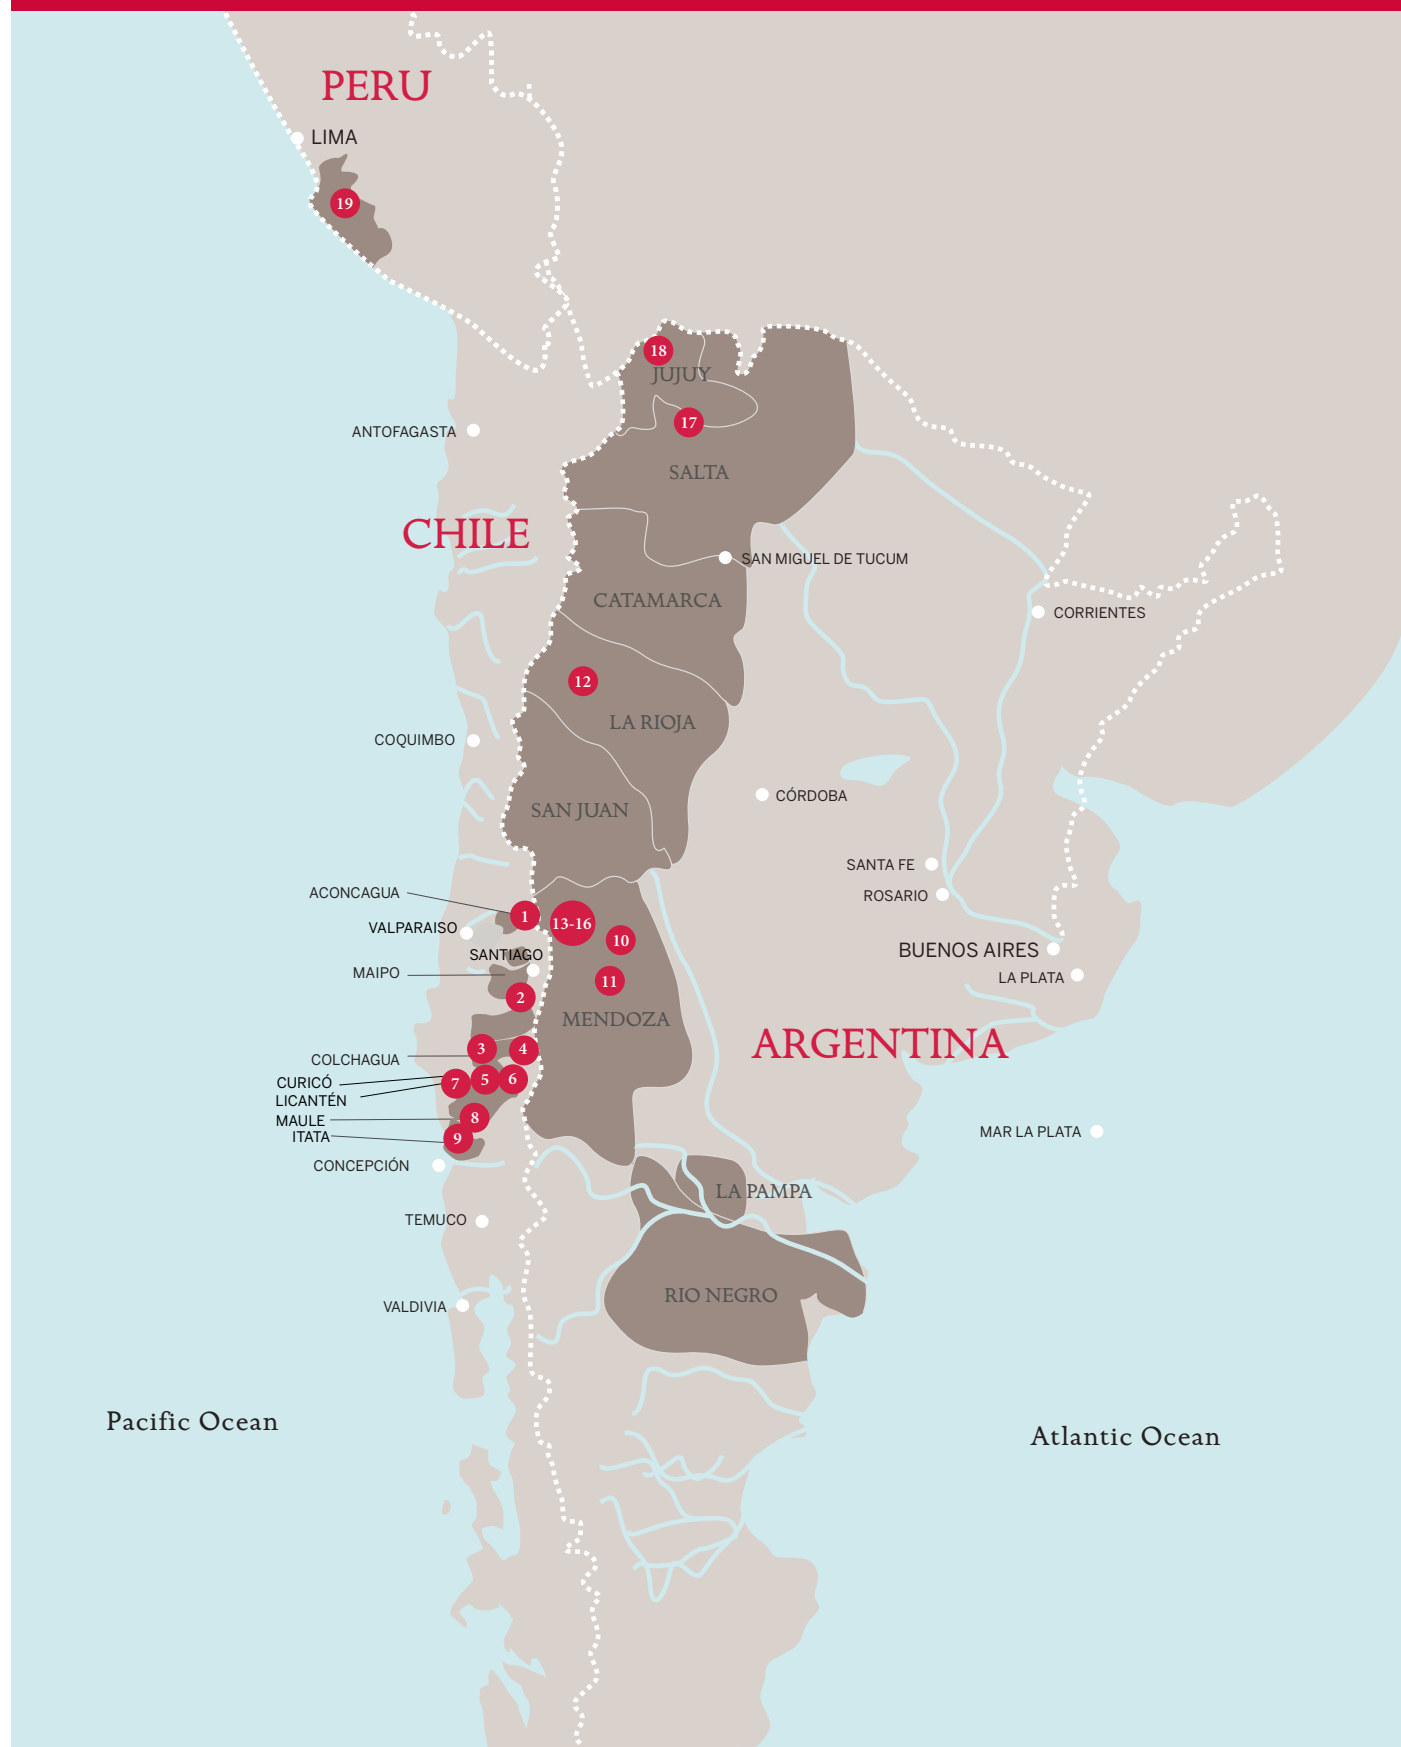 PERU
LIMA
19
18
JUJUY
17
ANTOFAGASTA
SALTA
CHILE
SAN MIGUEL DE TUCUM
CATAMARCA
CORRIENTES
12
LA RIOJA
COQUIMBO
CÓRDOBA
SAN JUAN
SANTA FE
ROSARIO
ACONCAGUA
1
13-16
VALPARAISO
10
BUENOS AIRES
SANTIAGO
MAIPO
11
LA PLATA
2
MENDOZA
ARGENTINA
3
4
COLCHAGUA
CURICÓ
7
5
6
LICANTÉN
MAULE
8
ITATA
9
MAR LA PLATA
CONCEPCIÓN
LA PAMPA
TEMUCO
RIO NEGRO
VALDIVIA
Pacific Ocean
Atlantic Ocean